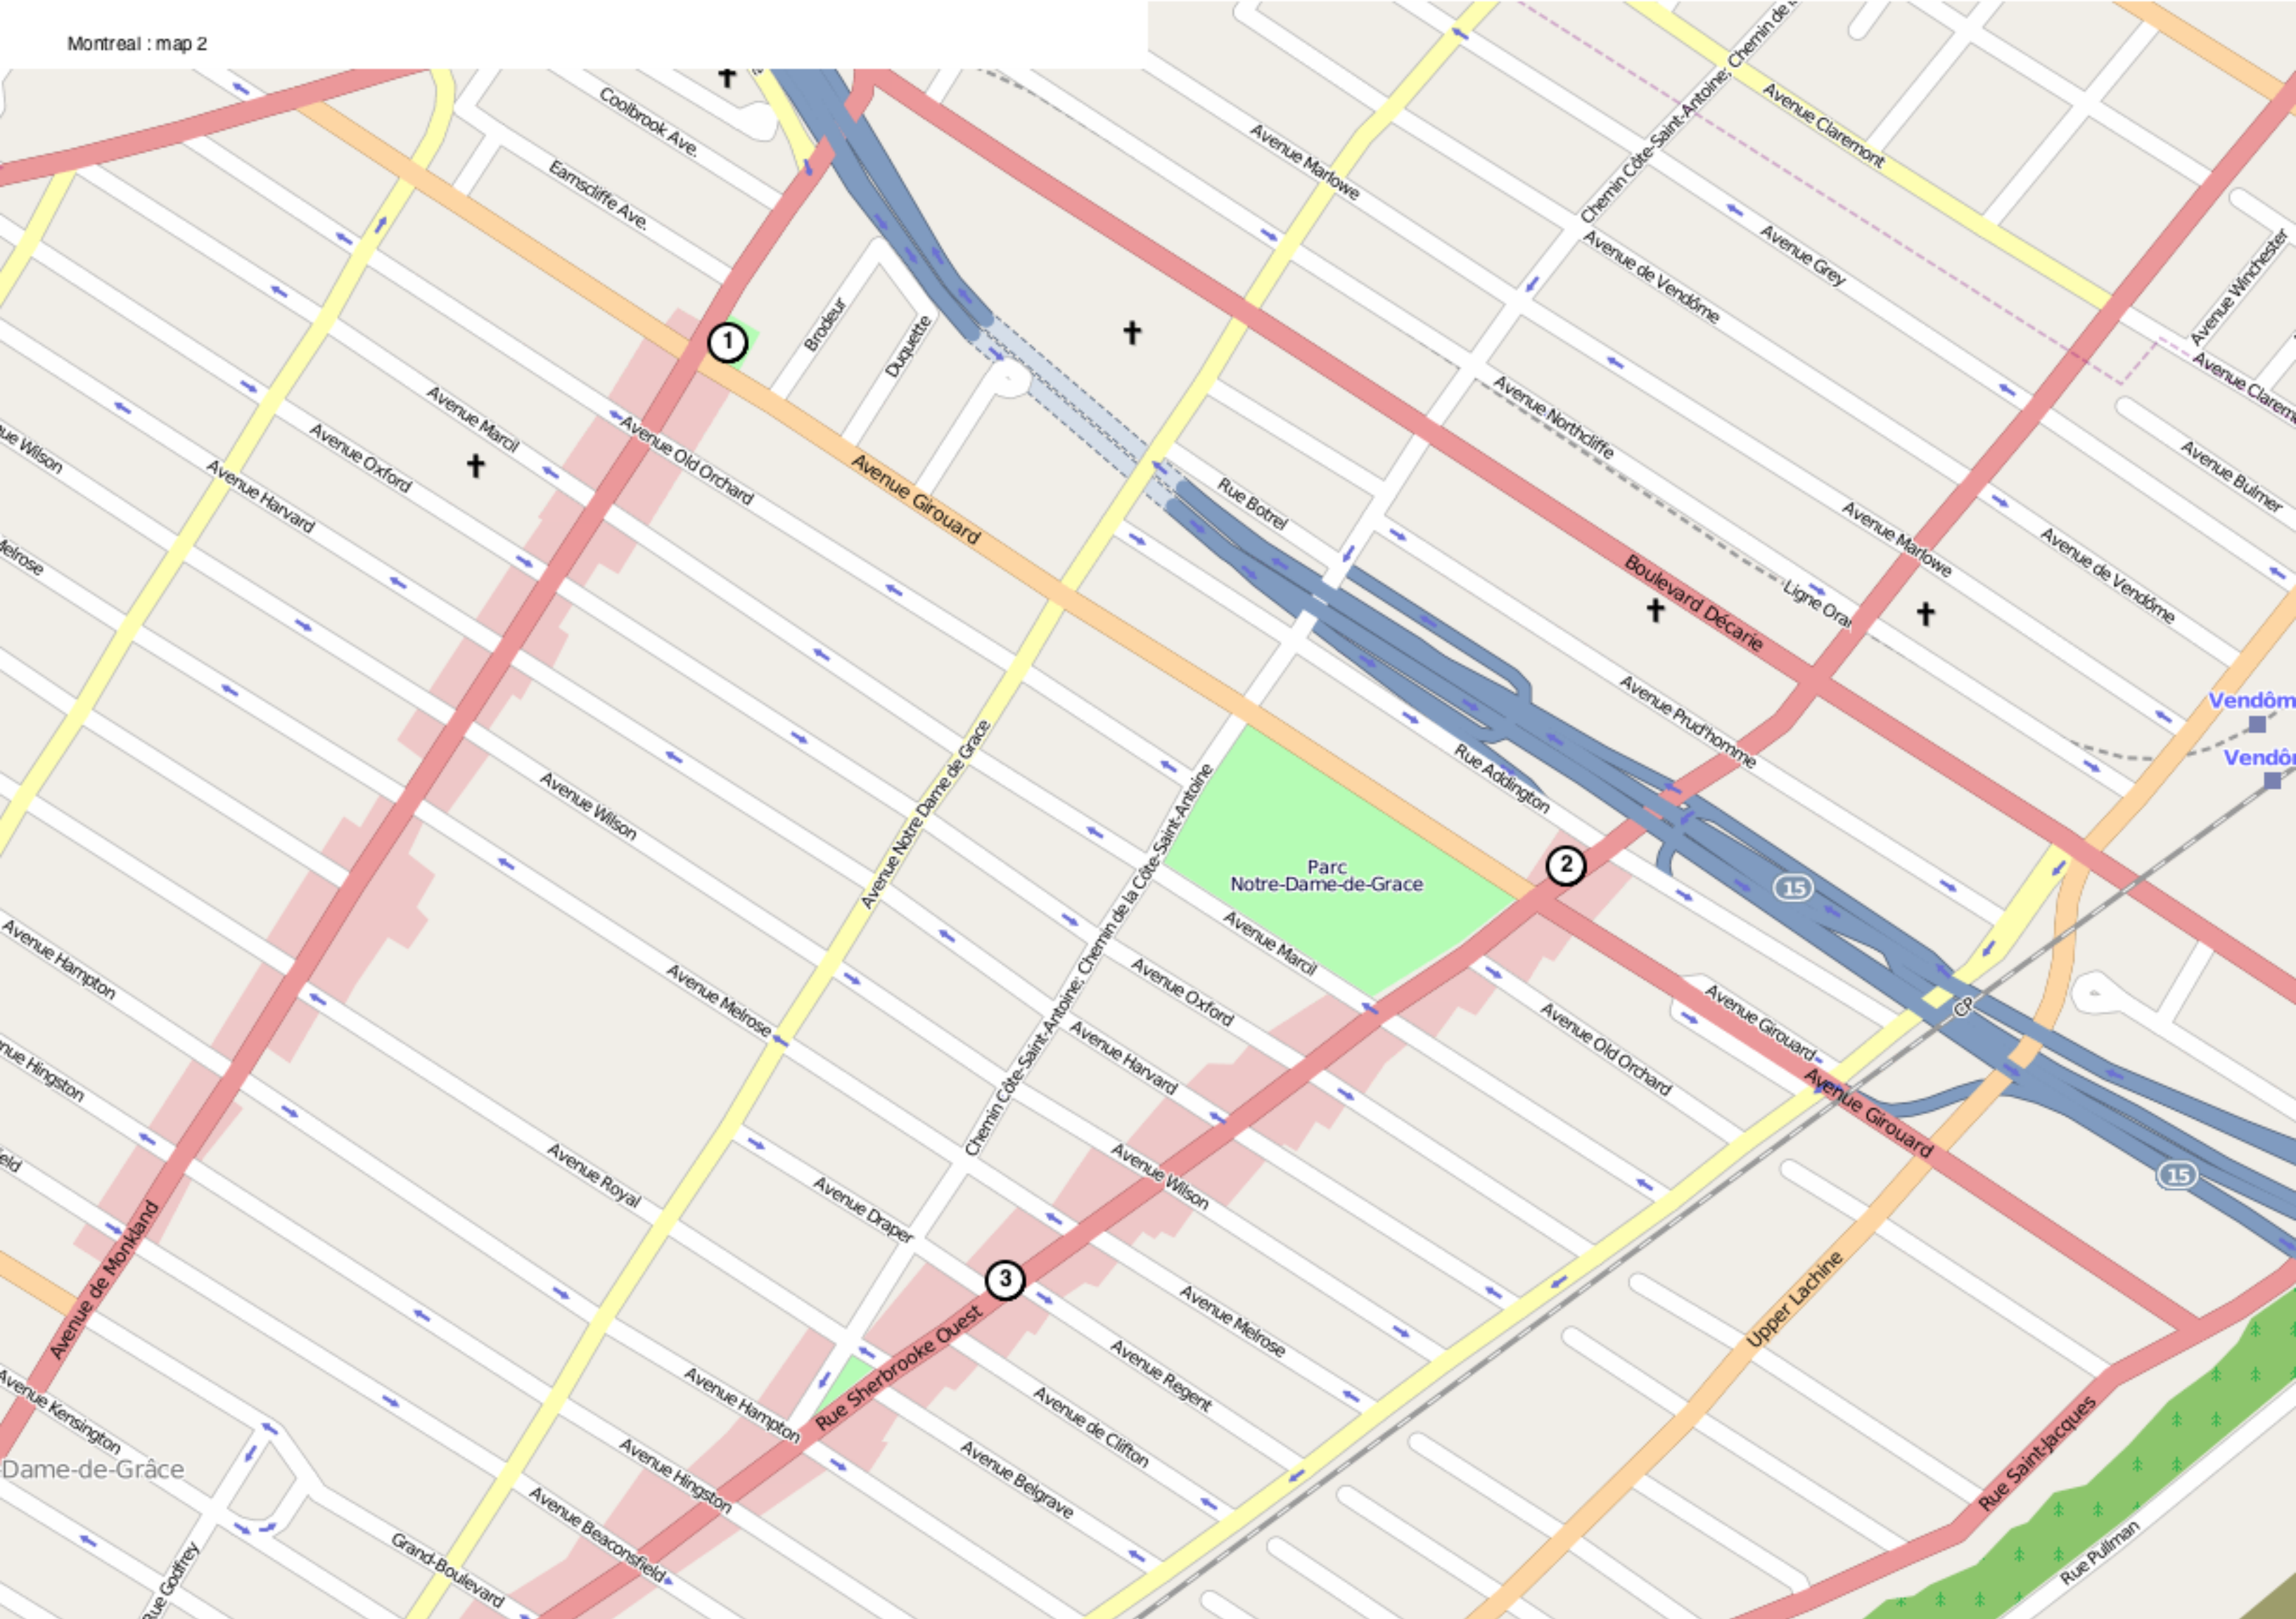 Montreal : map 2
Coolbrook Ave.
Earnscliffe Ave.
Avenue Marlowe
Chemin Côte-Saint-Antoine; Chemin de la
Avenue Claremont
Avenue Grey
Avenue de Vendôme
Avenue Winchester
Avenue Clarem
Avenue Bulmer
1
Brodeur
Duquette
Avenue Marcil
Avenue Old Orchard
Avenue Oxford
Avenue Harvard
ue Wilson
Melrose
Avenue Girouard
Rue Botrel
Avenue Northcliffe
Avenue Marlowe
Avenue de Vendôme
Boulevard Décarie
Ligne Ora
Avenue Prud'homme
Vendôm
Vendôr
Rue Addington
Avenue Wilson
Avenue Notre Dame de Grace
Chemin Côte-Saint-Antoine; Chemin de la Côte-Saint-Antoine
Parc
Notre-Dame-de-Grace
2
15
Avenue Marcil
Avenue Oxford
Avenue Harvard
Avenue Old Orchard
Avenue Girouard
CP
Avenue Girouard
Avenue Hampton
Avenue Melrose
nue Hingston
eld
Avenue Royal
Avenue Draper
Avenue Wilson
15
Avenue de Monkland
3
Rue Sherbrooke Ouest
Avenue Melrose
Avenue Regent
Avenue de Clifton
Avenue Belgrave
Upper Lachine
Avenue Hampton
Avenue Hingston
Avenue Beaconsfield
Avenue Kensington
Dame-de-Grâce
Grand-Boulevard
Rue Godfrey
Rue Saint-Jacques
Rue Pullman